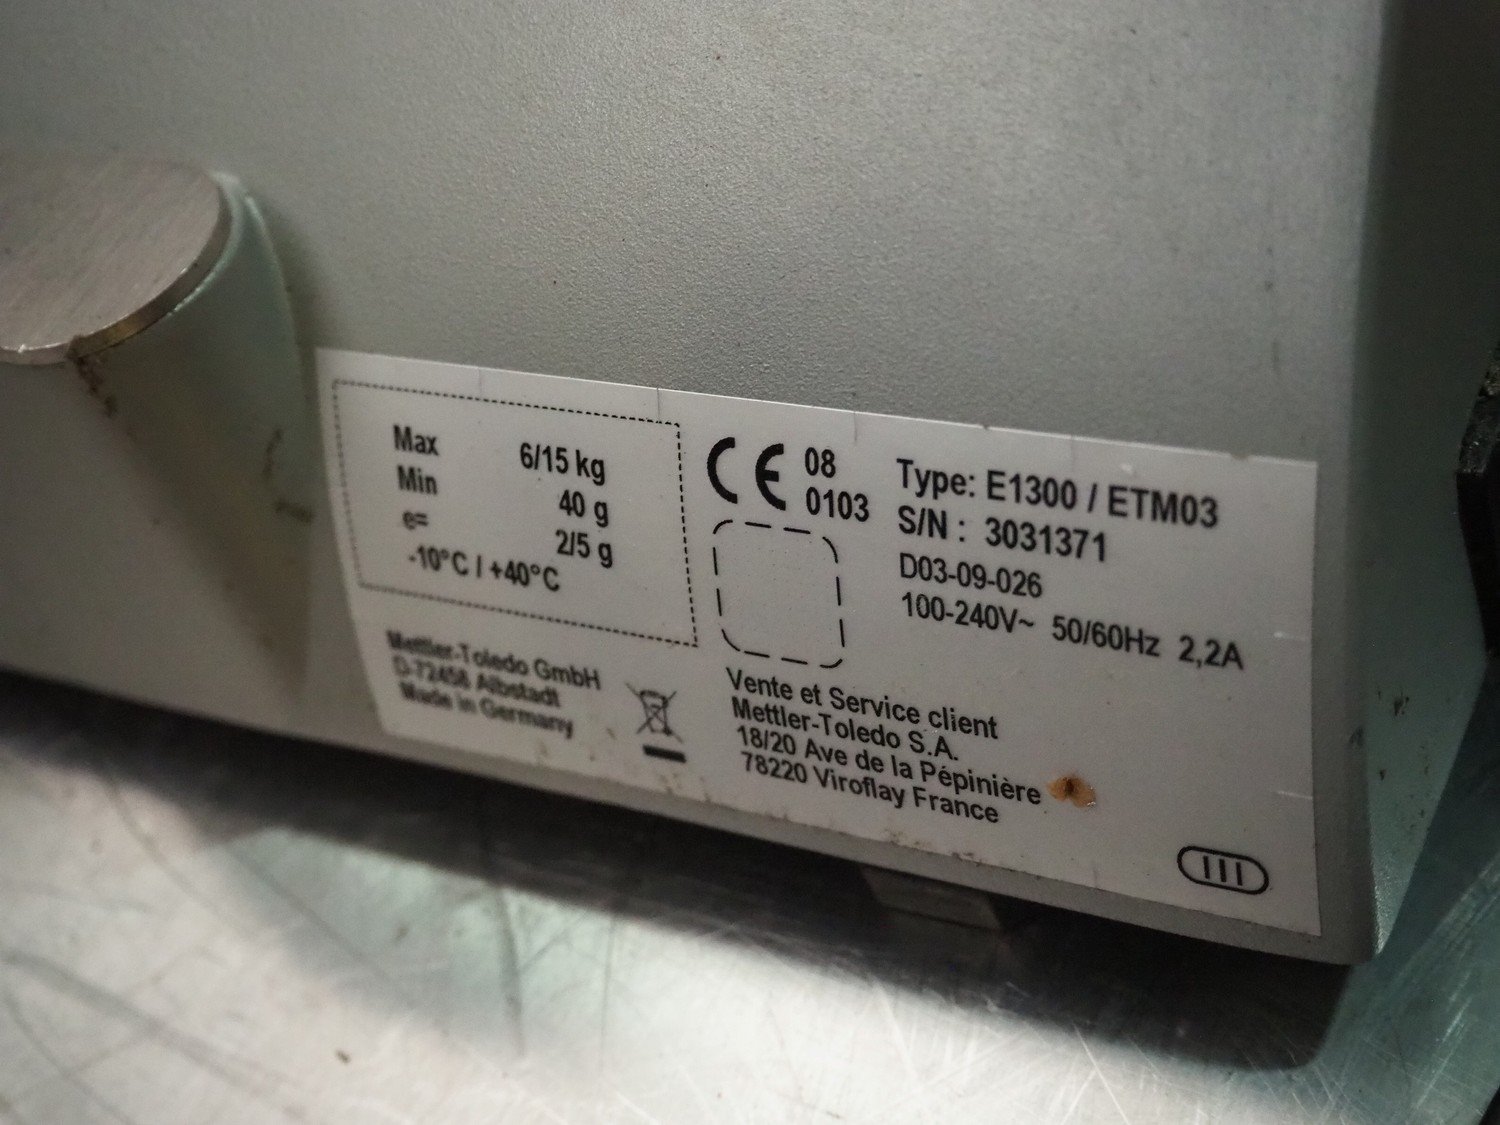 Max 6/15 kg
Min 40 g
e= 2/5 g
-10°C / +40°C
Mettler-Toledo GmbH
D-72458 Albstadt
Made in Germany
CE 08
0103
Type: E1300 / ETM03
S/N : 3031371
D03-09-026
100-240V~ 50/60Hz 2,2A
Vente et Service client
Mettler-Toledo S.A.
18/20 Ave de la Pépinière
78220 Viroflay France
III